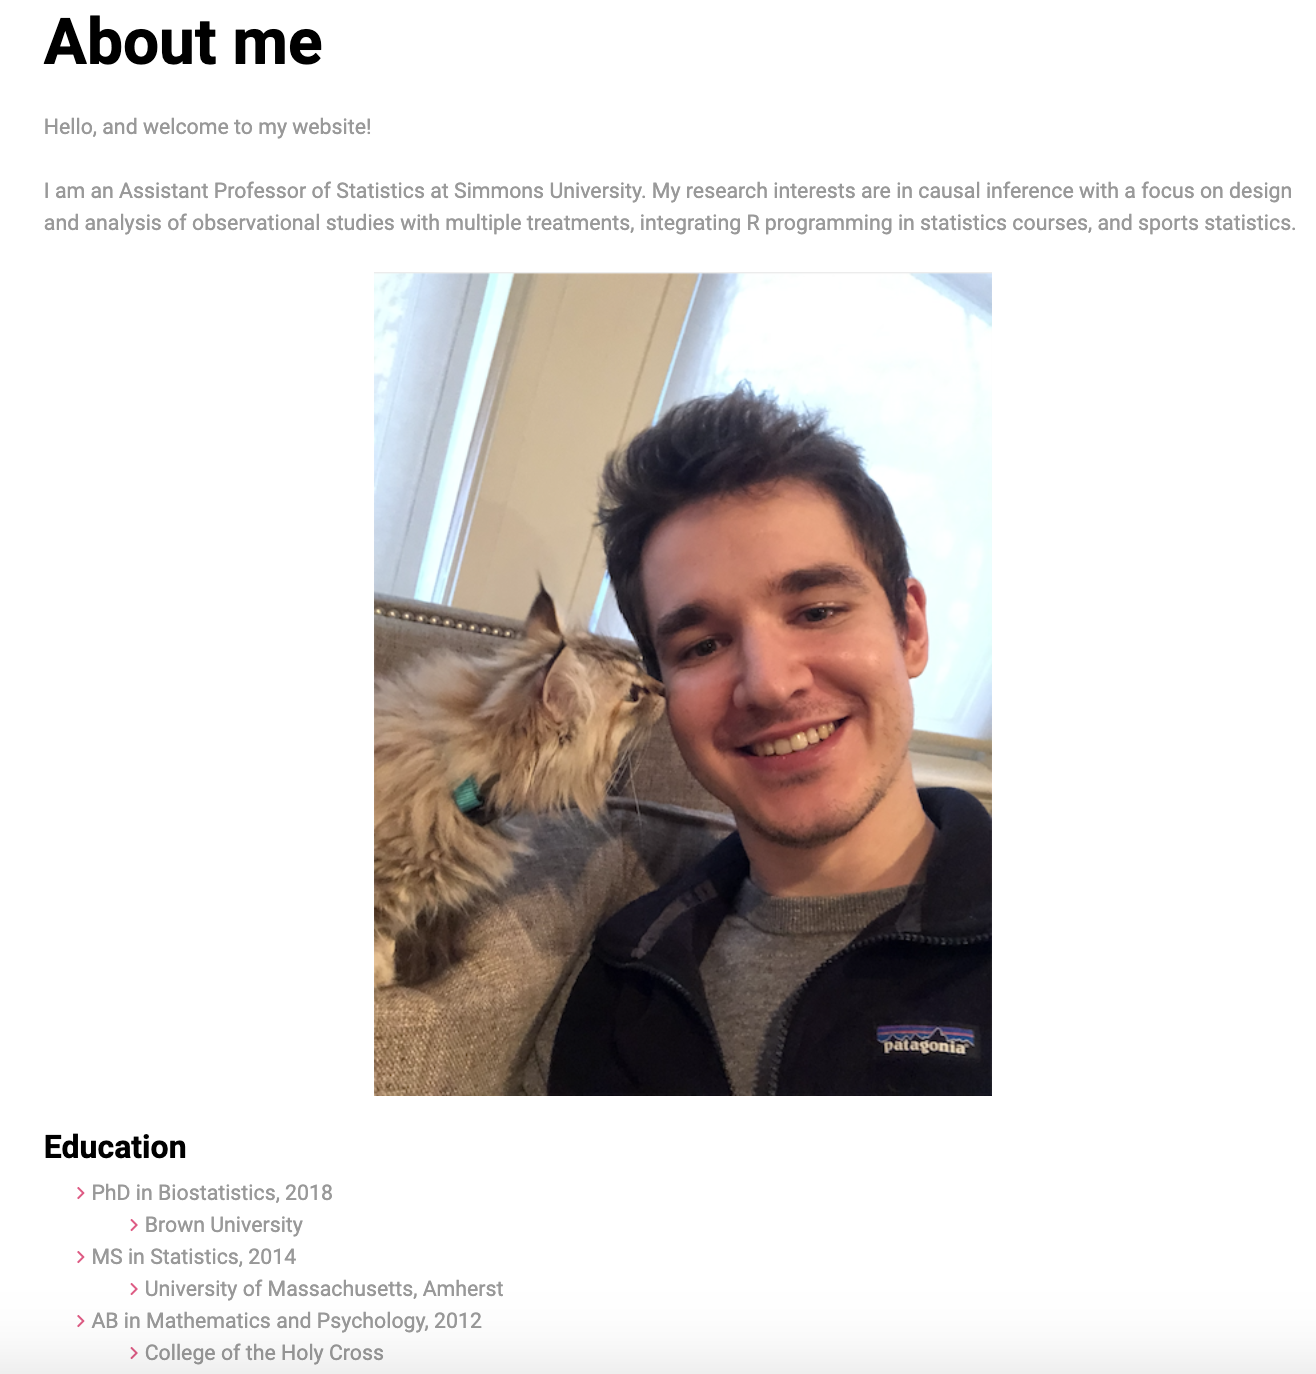 About me
Hello, and welcome to my website!
I am an Assistant Professor of Statistics at Simmons University. My research interests are in causal inference with a focus on design
and analysis of observational studies with multiple treatments, integrating R programming in statistics courses, and sports statistics.
patagonia
Education
PhD in Biostatistics, 2018
Brown University
MS in Statistics, 2014
University of Massachusetts, Amherst
AB in Mathematics and Psychology, 2012
College of the Holy Cross